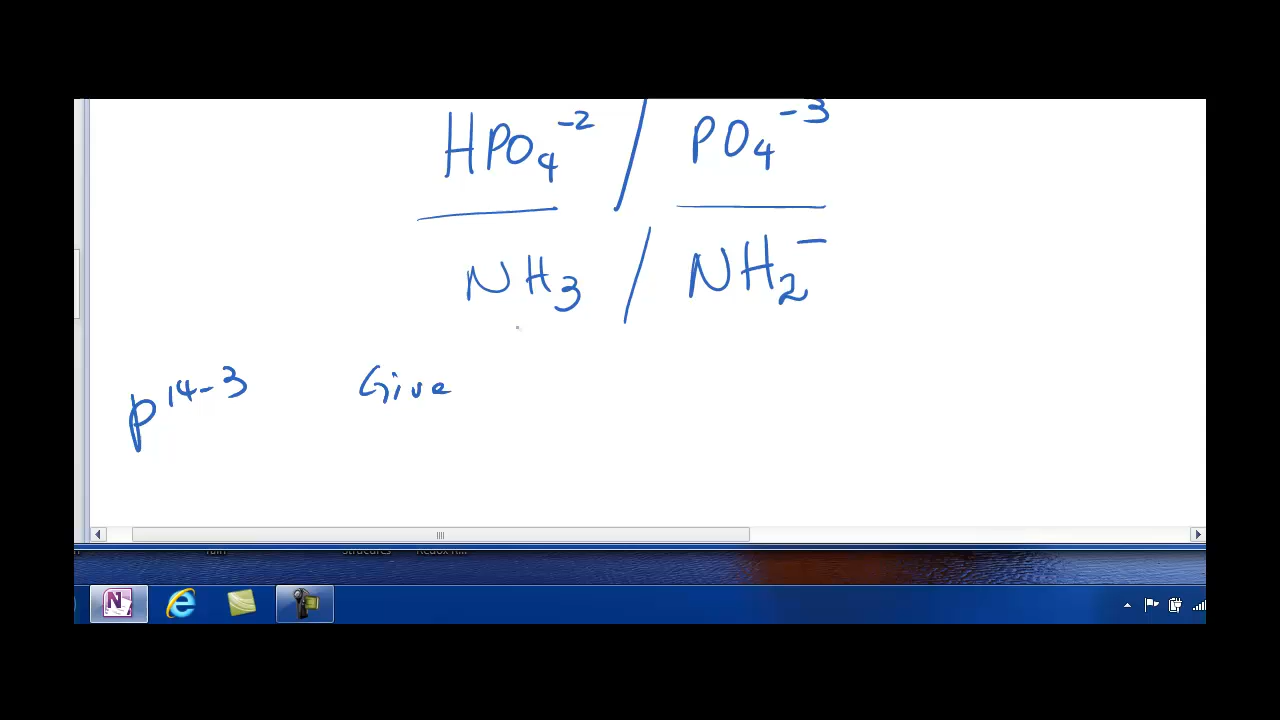 HPO₄⁻² / PO₄⁻³
NH₃ / NH₂⁻
P¹⁴⁻³ Give